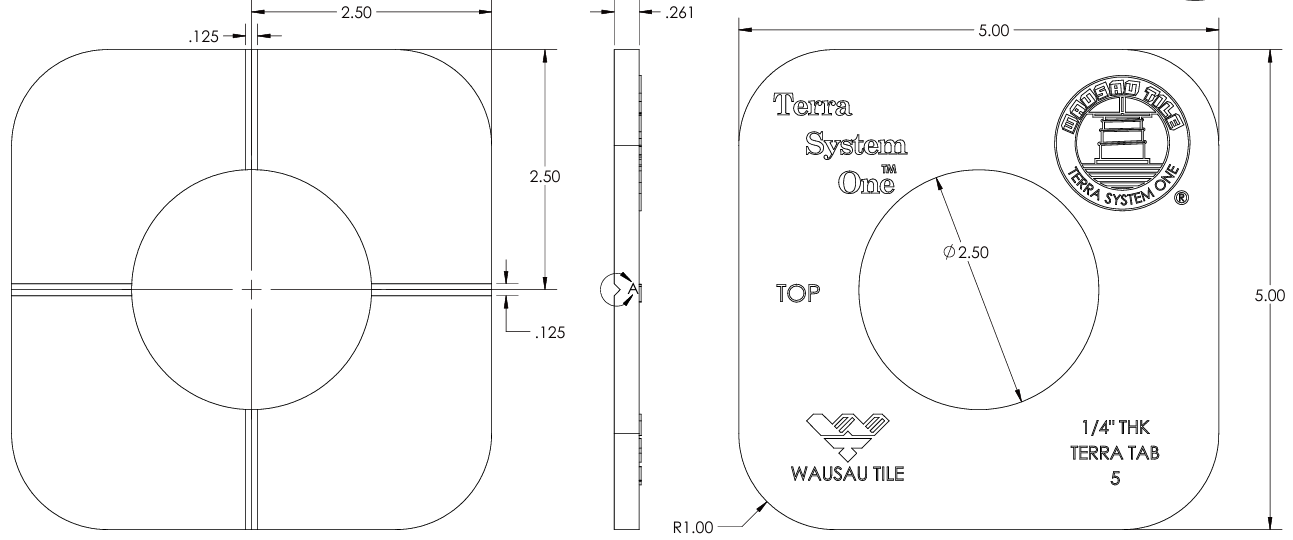 2.50
.125
2.50
.125
.261
A
5.00
Terra
System
One™
WAUSAU TILE
TERRA SYSTEM ONE
®
⌀2.50
5.00
TOP
WAUSAU TILE
1/4" THK
TERRA TAB
5
R1.00